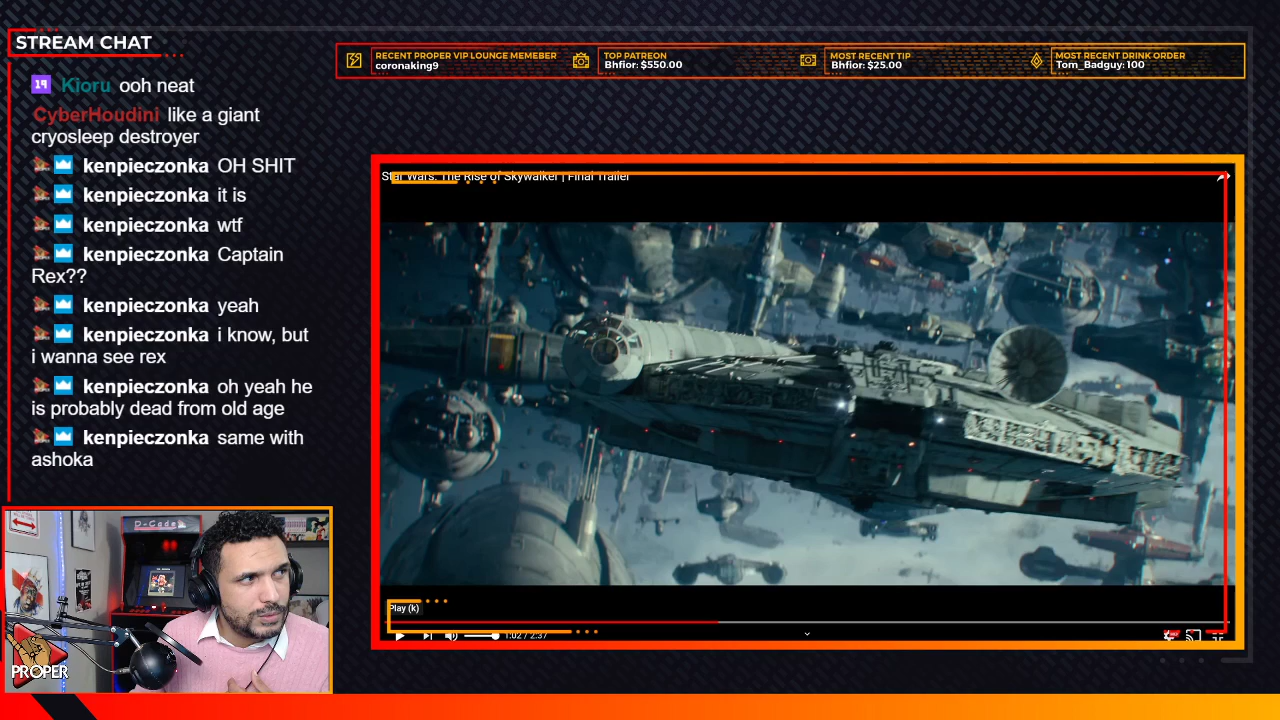 STREAM CHAT
19 Kioru ooh neat
CyberHoudini like a giant
cryosleep destroyer
kenpieczonka OH SHIT
kenpieczonka it is
kenpieczonka wtf
kenpieczonka Captain
Rex??
kenpieczonka yeah
kenpieczonka i know, but
i wanna see rex
kenpieczonka oh yeah he
is probably dead from old age
kenpieczonka same with
ashoka
RECENT PROPER VIP LOUNGE MEMEBER
coronaking9
TOP PATREON
Bhfior: $550.00
MOST RECENT TIP
Bhfior: $25.00
MOST RECENT DRINK ORDER
Tom_Badguy: 100
Star Wars: The Rise of Skywalker | Final Trailer
Play (k)
1:02 / 2:37
D-Cade
PROPER